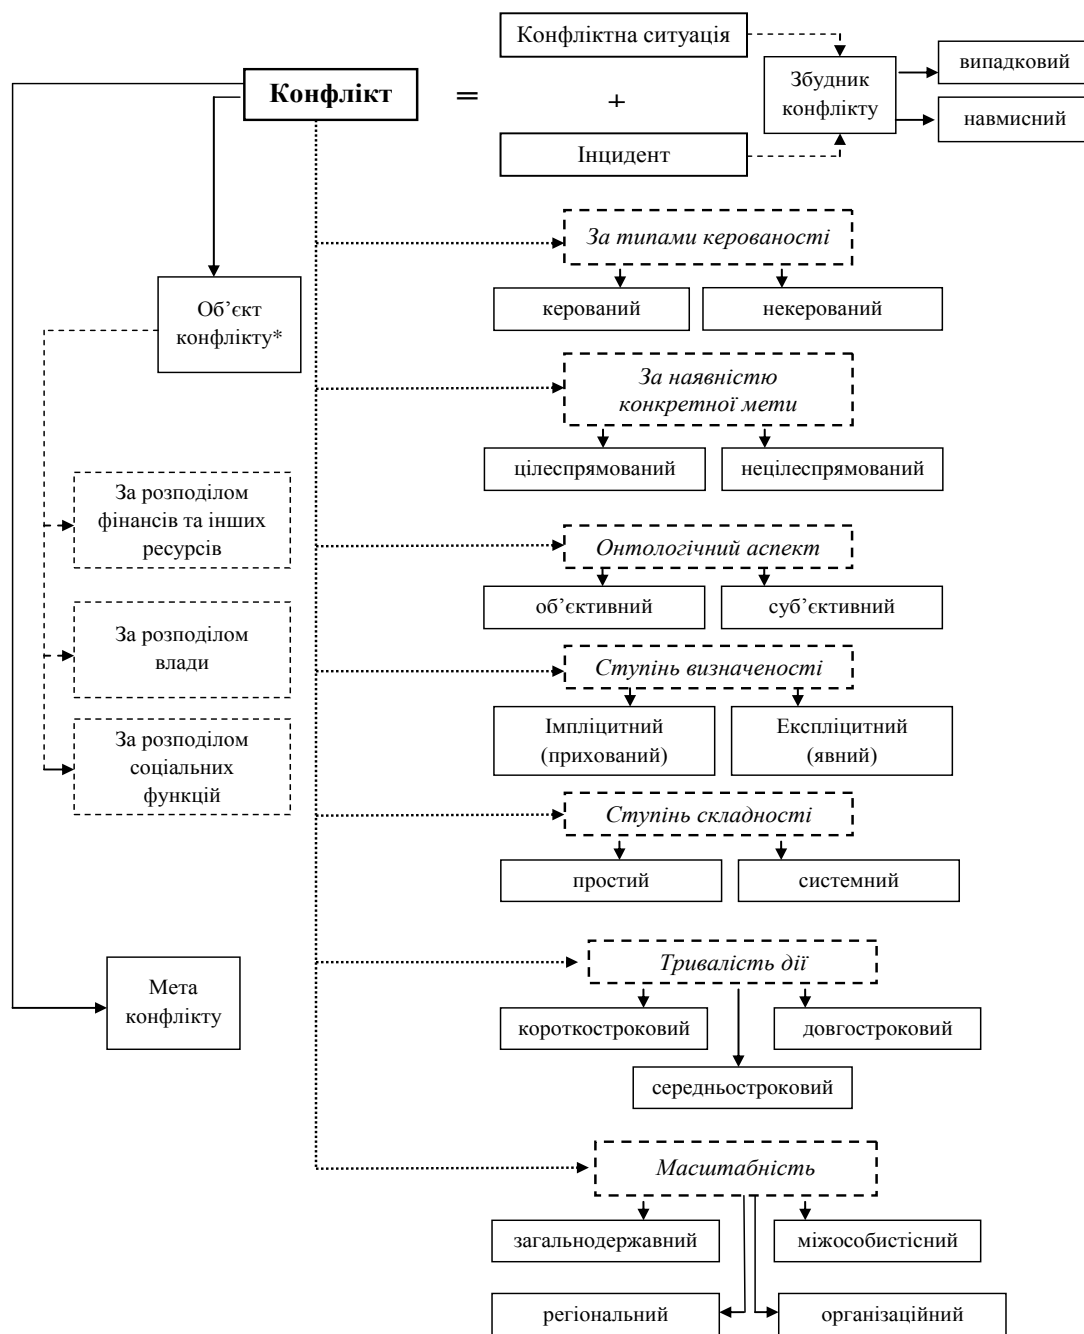 Конфліктна ситуація
Конфлікт
=
+
Збудник
конфлікту
випадковий
навмисний
Інцидент
За типами керованості
керований
некерований
Об’єкт
конфлікту*
За наявністю
конкретної мети
цілеспрямований
нецілеспрямований
За розподілом
фінансів та інших
ресурсів
Онтологічний аспект
об’єктивний
суб’єктивний
За розподілом
влади
Ступінь визначеності
Імпліцитний
(прихований)
Експліцитний
(явний)
За розподілом
соціальних
функцій
Ступінь складності
простий
системний
Мета
конфлікту
Тривалість дії
короткостроковий
довгостроковий
середньостроковий
Масштабність
загальнодержавний
міжособистісний
регіональний
організаційний